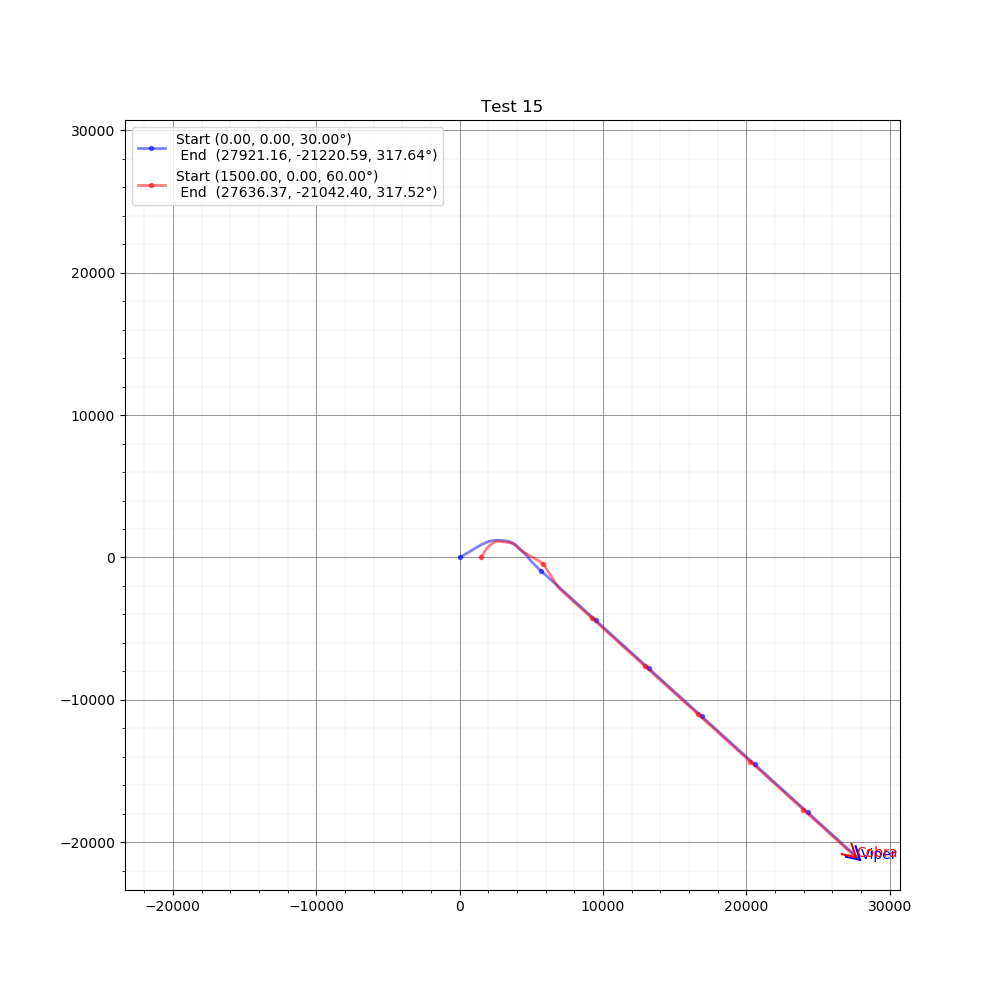 Test 15
Start (0.00, 0.00, 30.00°)
End  (27921.16, -21220.59, 317.64°)
Start (1500.00, 0.00, 60.00°)
End  (27636.37, -21042.40, 317.52°)
30000
20000
10000
0
−10000
−20000
Cobra
Viper
−20000
−10000
0
10000
20000
30000